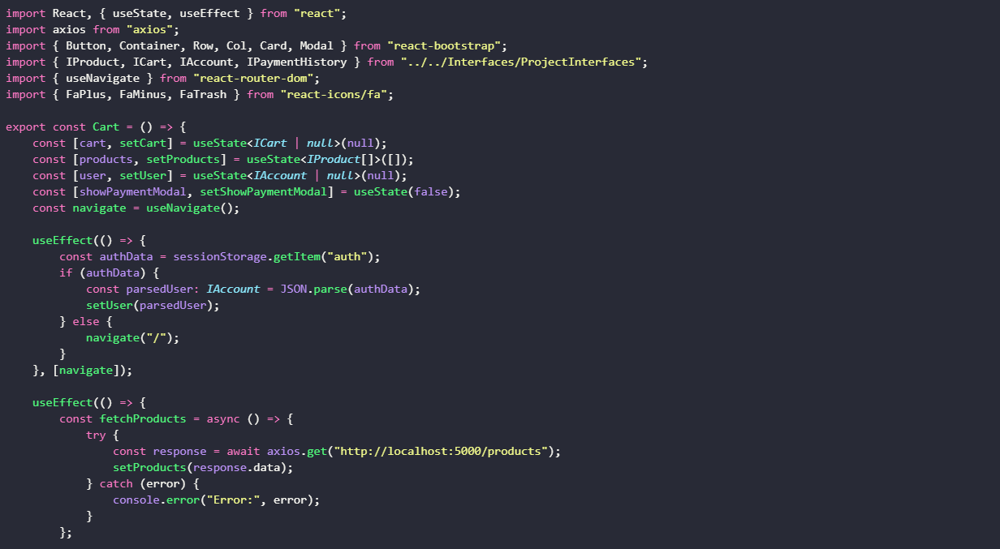 import React, { useState, useEffect } from "react";
import axios from "axios";
import { Button, Container, Row, Col, Card, Modal } from "react-bootstrap";
import { IProduct, ICart, IAccount, IPaymentHistory } from "../../Interfaces/ProjectInterfaces";
import { useNavigate } from "react-router-dom";
import { FaPlus, FaMinus, FaTrash } from "react-icons/fa";

export const Cart = () => {
    const [cart, setCart] = useState<ICart | null>(null);
    const [products, setProducts] = useState<IProduct[]>([]);
    const [user, setUser] = useState<IAccount | null>(null);
    const [showPaymentModal, setShowPaymentModal] = useState(false);
    const navigate = useNavigate();

    useEffect(() => {
        const authData = sessionStorage.getItem("auth");
        if (authData) {
            const parsedUser: IAccount = JSON.parse(authData);
            setUser(parsedUser);
        } else {
            navigate("/");
        }
    }, [navigate]);

    useEffect(() => {
        const fetchProducts = async () => {
            try {
                const response = await axios.get("http://localhost:5000/products");
                setProducts(response.data);
            } catch (error) {
                console.error("Error:", error);
            }
        };